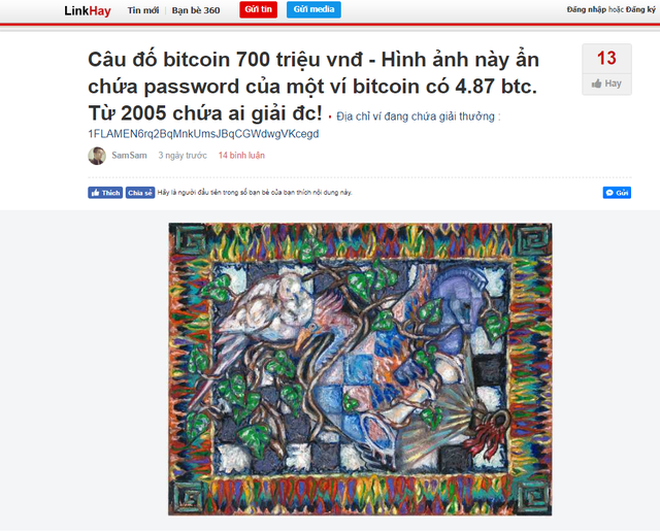 LinkHay Tin mới Bạn bè 360 Gửi tin Gửi media Đăng nhập hoặc Đăng ký
Câu đố bitcoin 700 triệu vnđ - Hình ảnh này ẩn
chứa password của một ví bitcoin có 4.87 btc.
Từ 2005 chứa ai giải đc! • Địa chỉ ví đang chứa giải thưởng :
1FLAMEN6rq2BqMnkUmsJBqCGWdwgVKcegd
13
Hay
SamSam 3 ngày trước 14 bình luận
Thích Chia sẻ Hãy là người đầu tiên trong số bạn bè của bạn thích nội dung này. Gửi